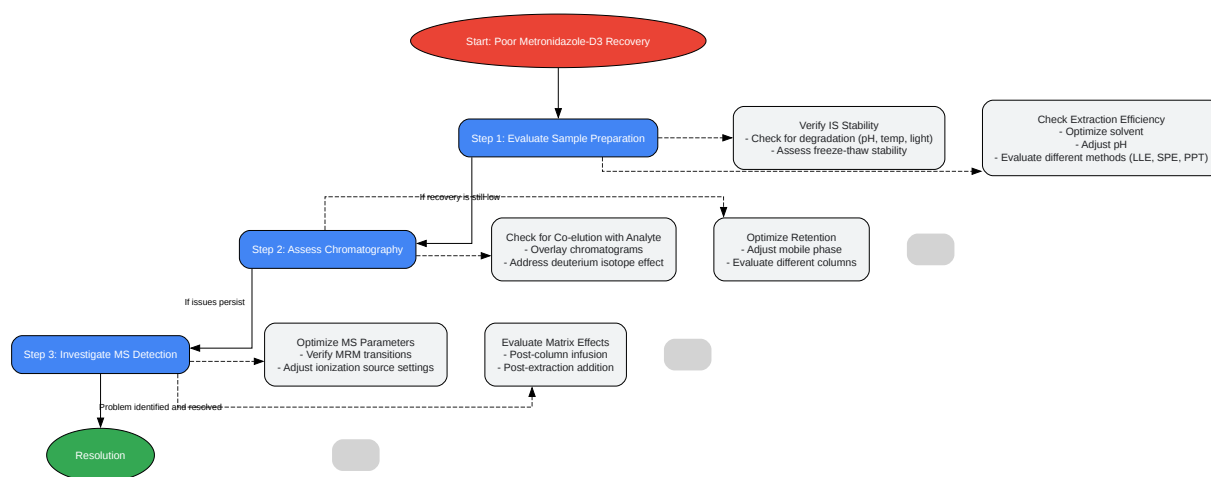 Start: Poor Metronidazole-D3 Recovery
Step 1: Evaluate Sample Preparation
Verify IS Stability
- Check for degradation (pH, temp, light)
- Assess freeze-thaw stability
Check Extraction Efficiency
- Optimize solvent
- Adjust pH
- Evaluate different methods (LLE, SPE, PPT)
If recovery is still low
Step 2: Assess Chromatography
Check for Co-elution with Analyte
- Overlay chromatograms
- Address deuterium isotope effect
Optimize Retention
- Adjust mobile phase
- Evaluate different columns
If issues persist
Step 3: Investigate MS Detection
Optimize MS Parameters
- Verify MRM transitions
- Adjust ionization source settings
Evaluate Matrix Effects
- Post-column infusion
- Post-extraction addition
Problem identified and resolved
Resolution